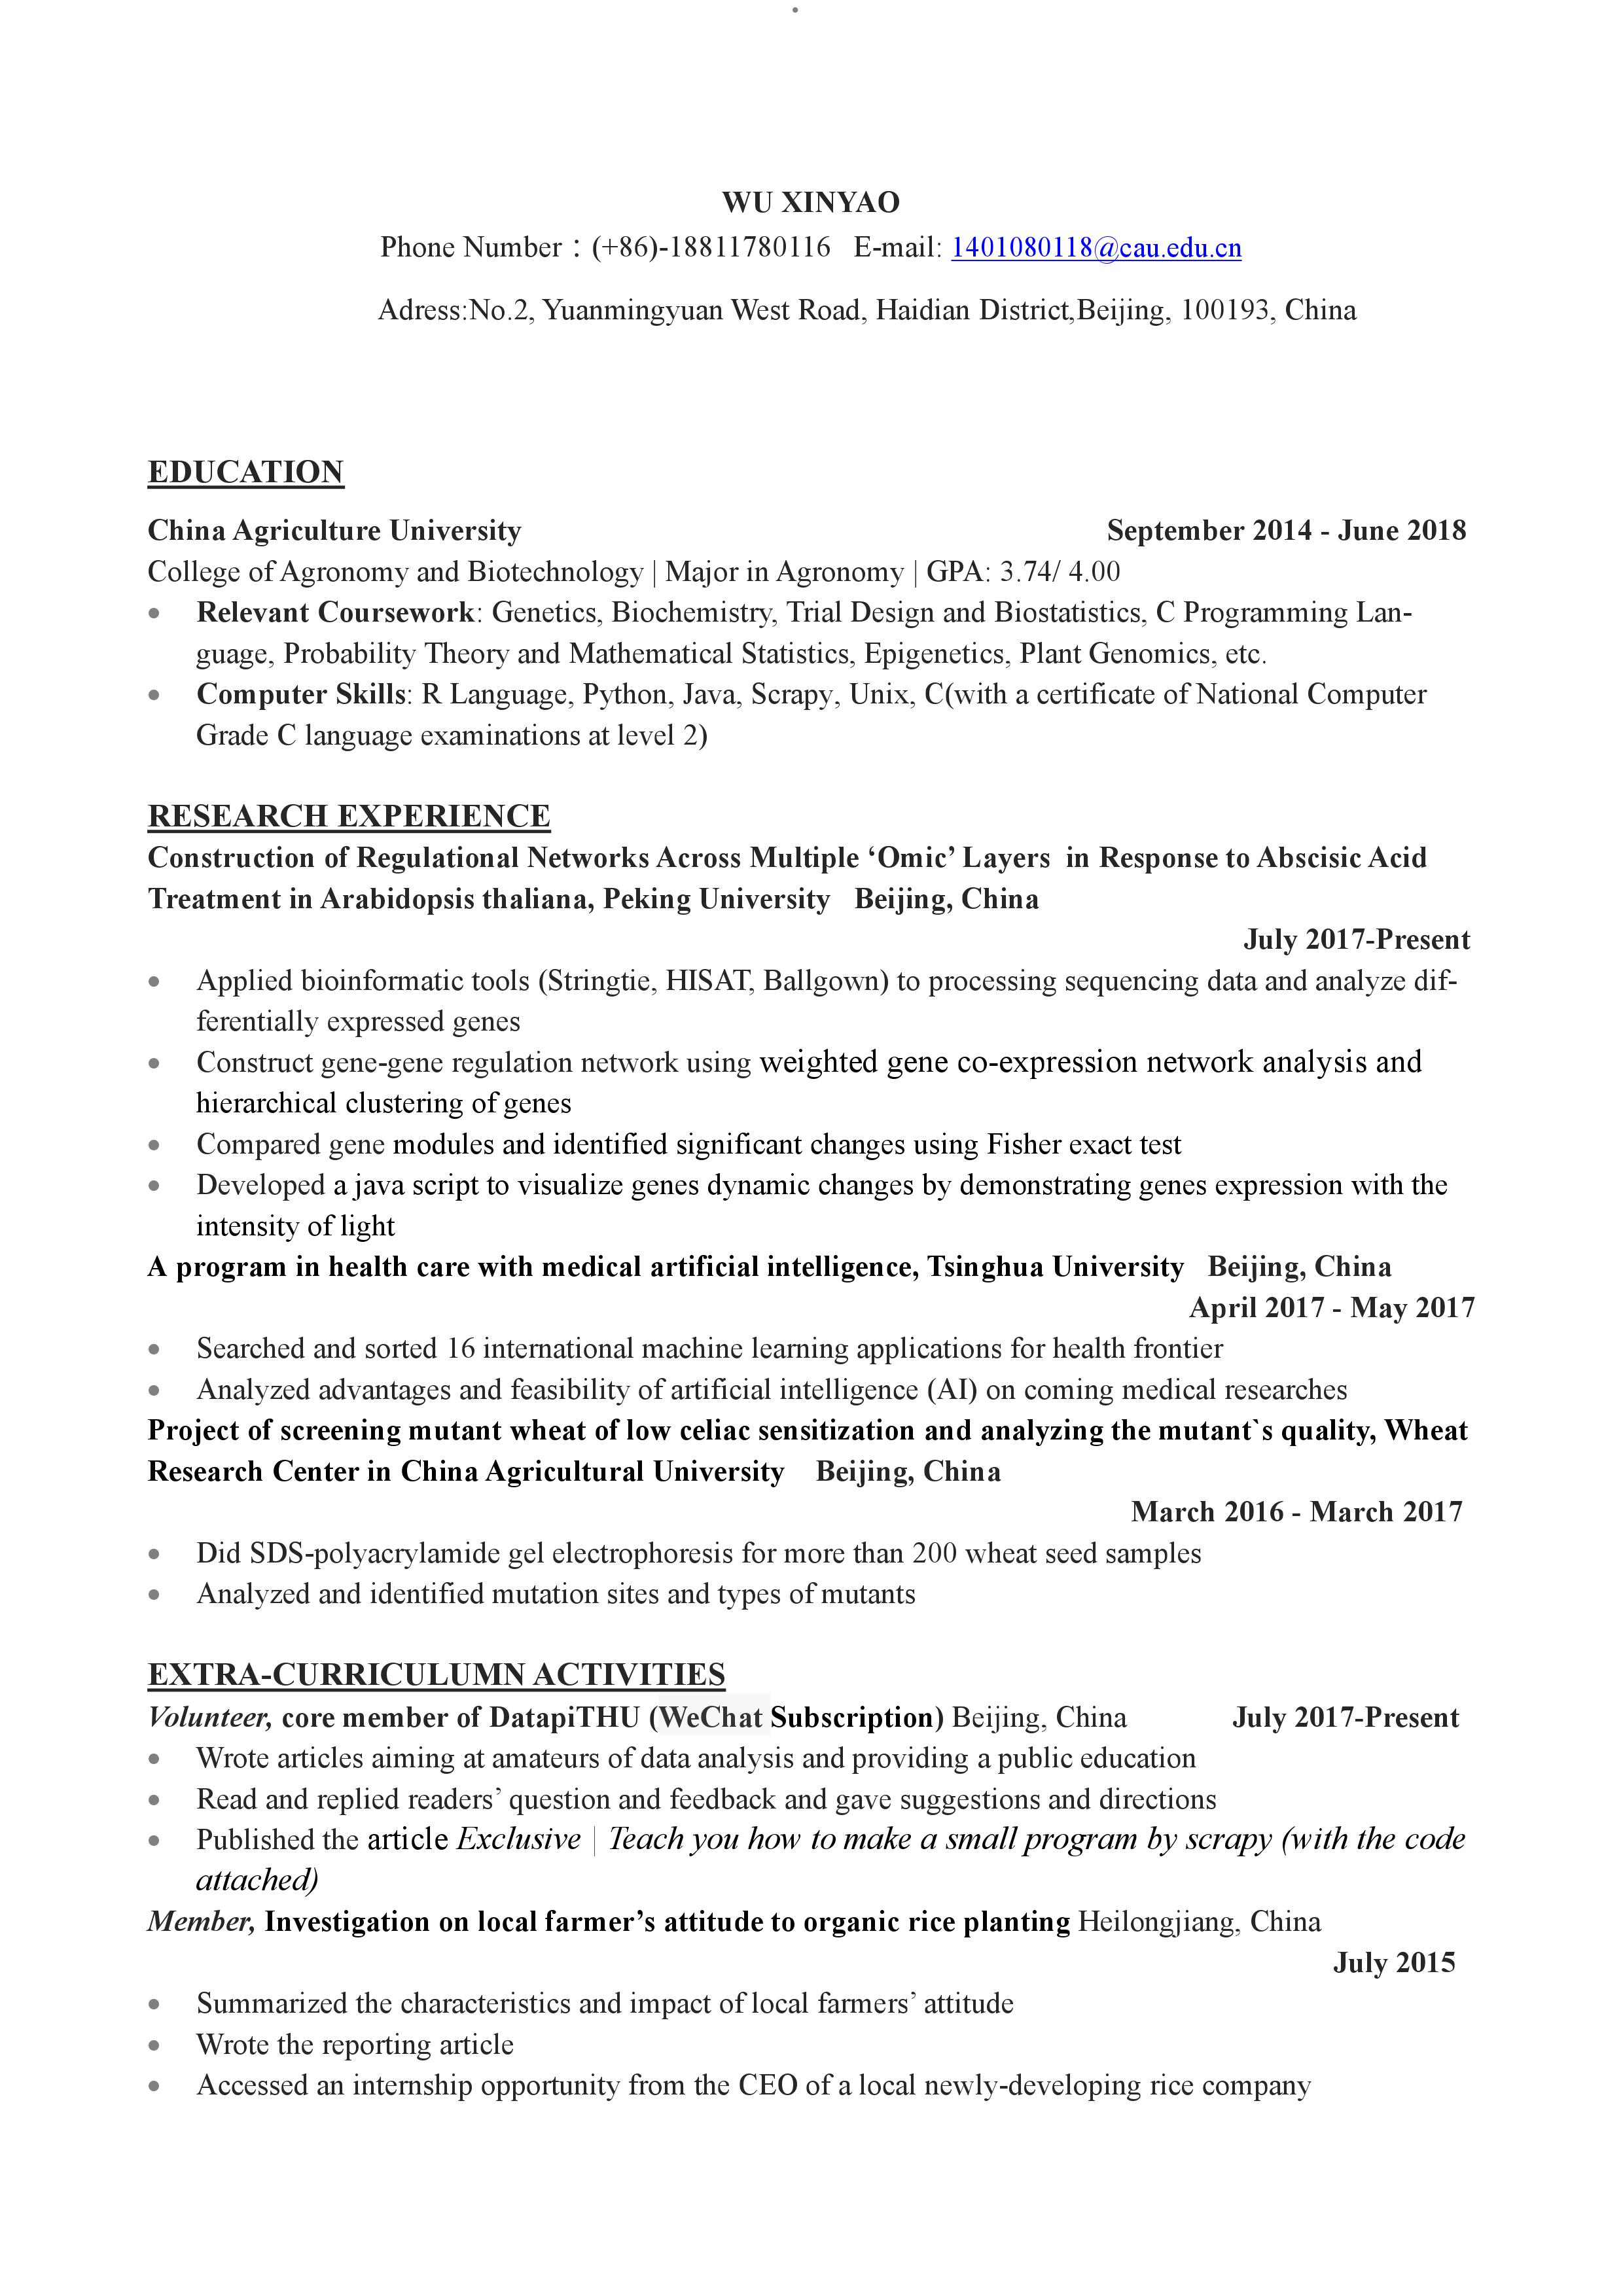 WU XINYAO
Phone Number：(+86)-18811780116 E-mail: 1401080118@cau.edu.cn
Adress:No.2, Yuanmingyuan West Road, Haidian District,Beijing, 100193, China
EDUCATION
China Agriculture University September 2014 - June 2018
College of Agronomy and Biotechnology | Major in Agronomy | GPA: 3.74/ 4.00
• Relevant Coursework: Genetics, Biochemistry, Trial Design and Biostatistics, C Programming Lan-
guage, Probability Theory and Mathematical Statistics, Epigenetics, Plant Genomics, etc.
• Computer Skills: R Language, Python, Java, Scrapy, Unix, C(with a certificate of National Computer
Grade C language examinations at level 2)
RESEARCH EXPERIENCE
Construction of Regulational Networks Across Multiple ‘Omic’ Layers in Response to Abscisic Acid
Treatment in Arabidopsis thaliana, Peking University Beijing, China
July 2017-Present
• Applied bioinformatic tools (Stringtie, HISAT, Ballgown) to processing sequencing data and analyze dif-
ferentially expressed genes
• Construct gene-gene regulation network using weighted gene co-expression network analysis and
hierarchical clustering of genes
• Compared gene modules and identified significant changes using Fisher exact test
• Developed a java script to visualize genes dynamic changes by demonstrating genes expression with the
intensity of light
A program in health care with medical artificial intelligence, Tsinghua University Beijing, China
April 2017 - May 2017
• Searched and sorted 16 international machine learning applications for health frontier
• Analyzed advantages and feasibility of artificial intelligence (AI) on coming medical researches
Project of screening mutant wheat of low celiac sensitization and analyzing the mutant`s quality, Wheat
Research Center in China Agricultural University Beijing, China
March 2016 - March 2017
• Did SDS-polyacrylamide gel electrophoresis for more than 200 wheat seed samples
• Analyzed and identified mutation sites and types of mutants
EXTRA-CURRICULUMN ACTIVITIES
Volunteer, core member of DatapiTHU (WeChat Subscription) Beijing, China July 2017-Present
• Wrote articles aiming at amateurs of data analysis and providing a public education
• Read and replied readers’ question and feedback and gave suggestions and directions
• Published the article Exclusive | Teach you how to make a small program by scrapy (with the code
attached)
Member, Investigation on local farmer’s attitude to organic rice planting Heilongjiang, China
July 2015
• Summarized the characteristics and impact of local farmers’ attitude
• Wrote the reporting article
• Accessed an internship opportunity from the CEO of a local newly-developing rice company